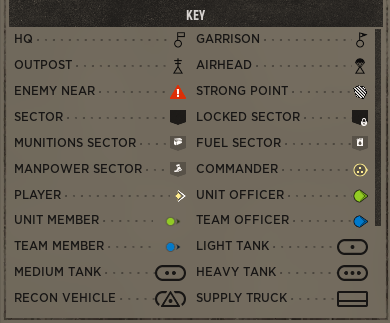 KEY
HQ GARRISON
OUTPOST AIRHEAD
ENEMY NEAR STRONG POINT
SECTOR LOCKED SECTOR
MUNITIONS SECTOR FUEL SECTOR
MANPOWER SECTOR COMMANDER
PLAYER UNIT OFFICER
UNIT MEMBER TEAM OFFICER
TEAM MEMBER LIGHT TANK
MEDIUM TANK HEAVY TANK
RECON VEHICLE SUPPLY TRUCK